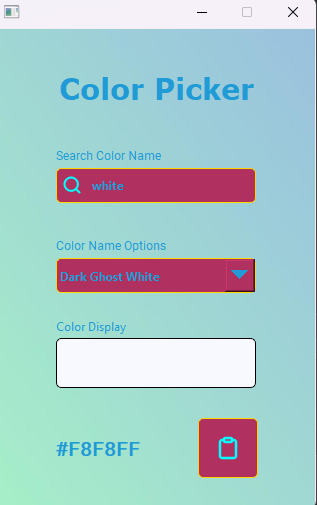 Color Picker
Search Color Name
white
Color Name Options
Dark Ghost White
Color Display
#F8F8FF